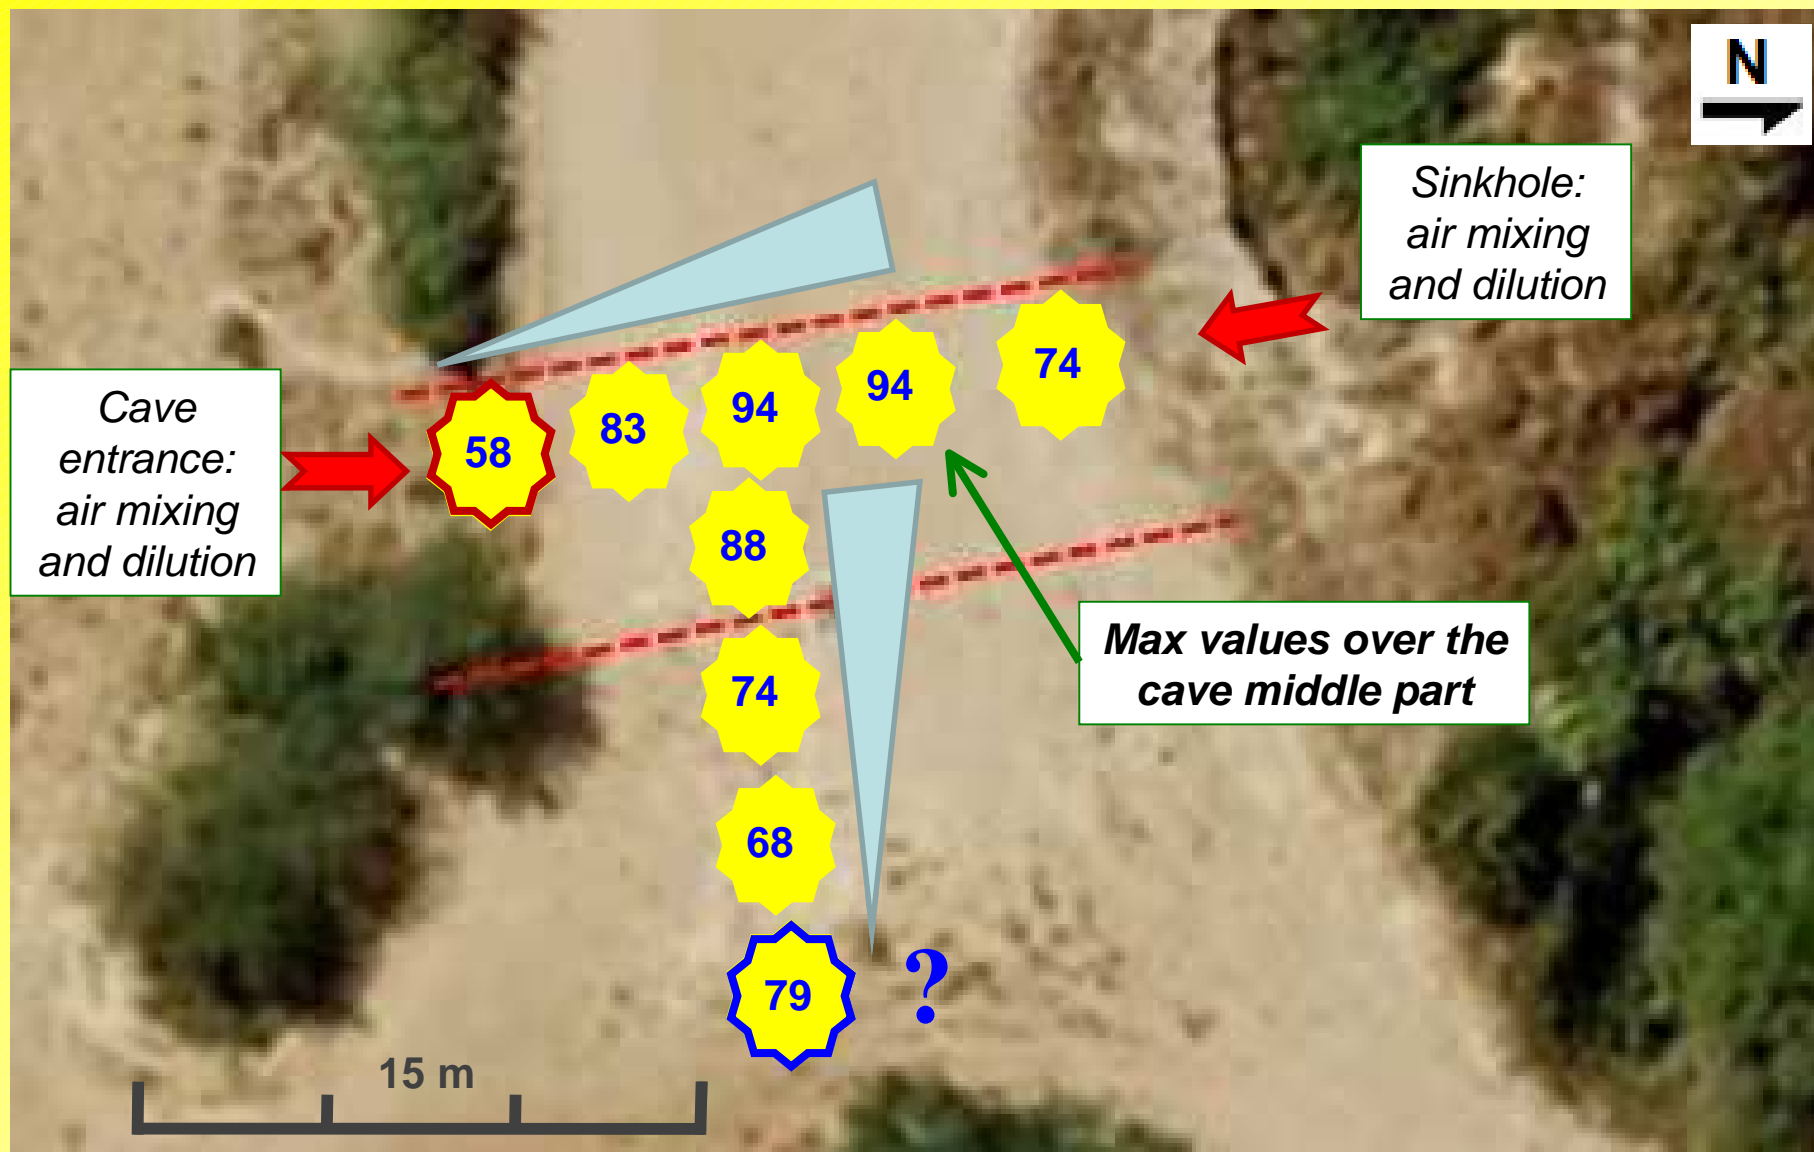 N
Sinkhole:
air mixing
and dilution
Cave
entrance:
air mixing
and dilution
58
83
94
94
74
88
74
68
79
?
Max values over the
cave middle part
15 m